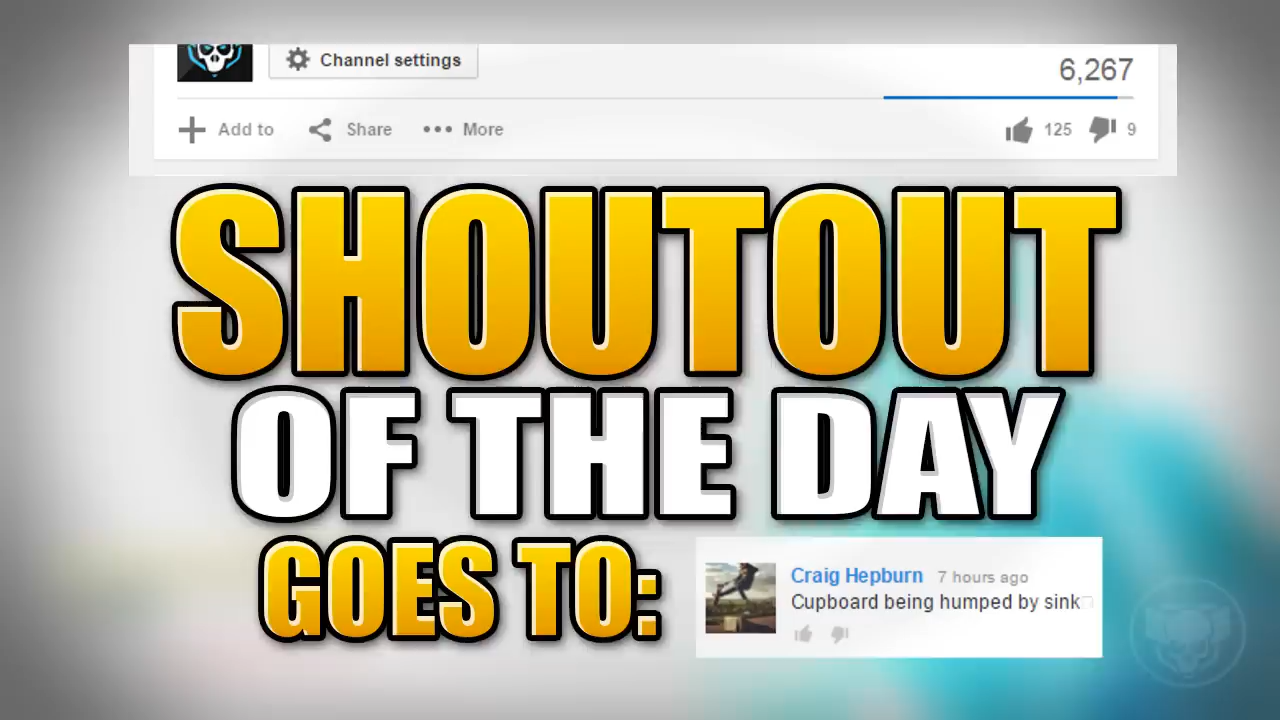 Channel settings
6,267
Add to Share More 125 9
SHOUTOUT
OF THE DAY
GOES TO:
Craig Hepburn 7 hours ago
Cupboard being humped by sink